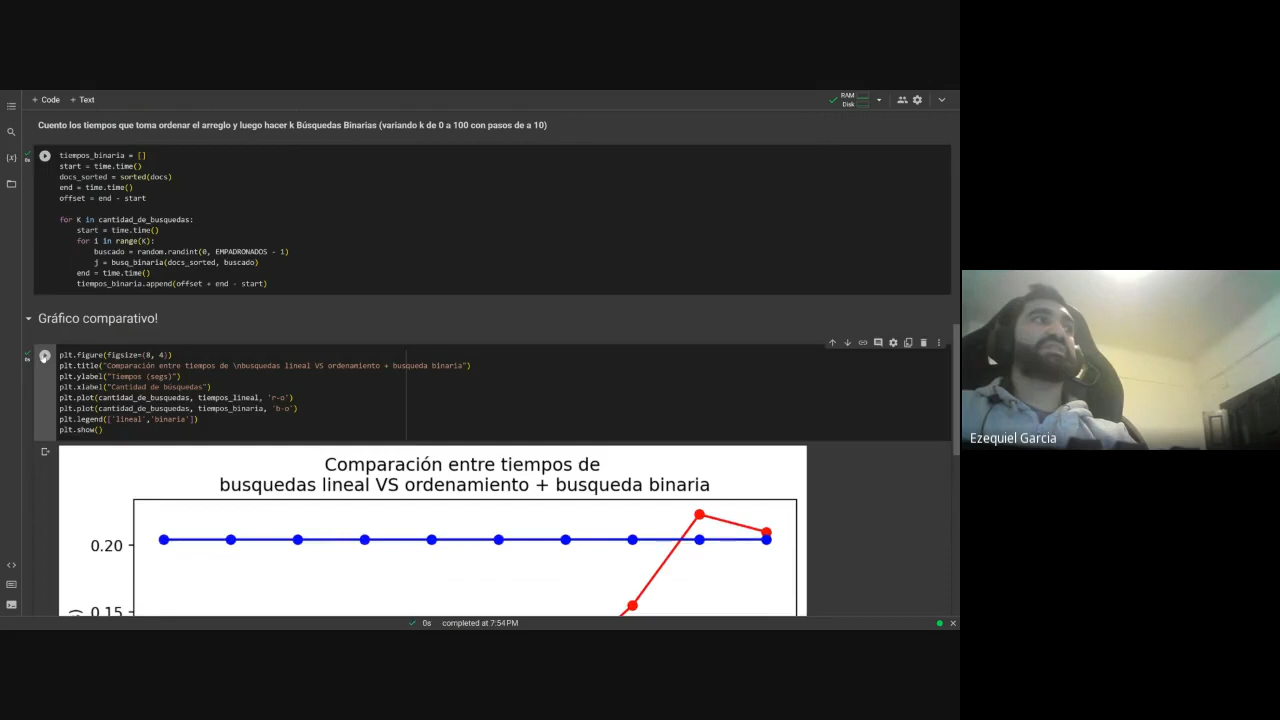 + Code + Text
RAM
Disk
Cuento los tiempos que toma ordenar el arreglo y luego hacer k Búsquedas Binarias (variando k de 0 a 100 con pasos de a 10)
0s
tiempos_binaria = []
start = time.time()
docs_sorted = sorted(docs)
end = time.time()
offset = end - start
for K in cantidad_de_busquedas:
start = time.time()
for i in range(K):
buscado = random.randint(0, EMPADRONADOS - 1)
j = busq_binaria(docs_sorted, buscado)
end = time.time()
tiempos_binaria.append(offset + end - start)
Gráfico comparativo!
0s
plt.figure(figsize=(8, 4))
plt.title("Comparación entre tiempos de \nbusquedas lineal VS ordenamiento + busqueda binaria")
plt.ylabel("Tiempos (segs)")
plt.xlabel("Cantidad de búsquedas")
plt.plot(cantidad_de_busquedas, tiempos_lineal, 'r-o')
plt.plot(cantidad_de_busquedas, tiempos_binaria, 'b-o')
plt.legend(['lineal','binaria'])
plt.show()
Comparación entre tiempos de
busquedas lineal VS ordenamiento + busqueda binaria
0.20
0.15
0s completed at 7:54 PM
Ezequiel Garcia